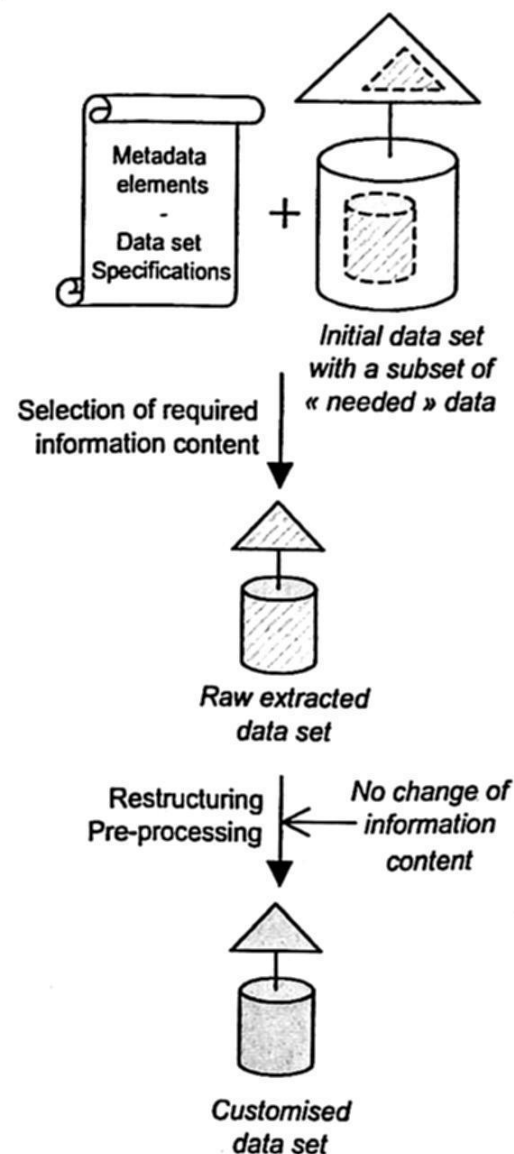 Metadata
elements
-
Data set
Specifications
+
Initial data set
with a subset of
« needed » data
Selection of required
information content
Raw extracted
data set
Restructuring
Pre-processing
No change of
information
content
Customised
data set